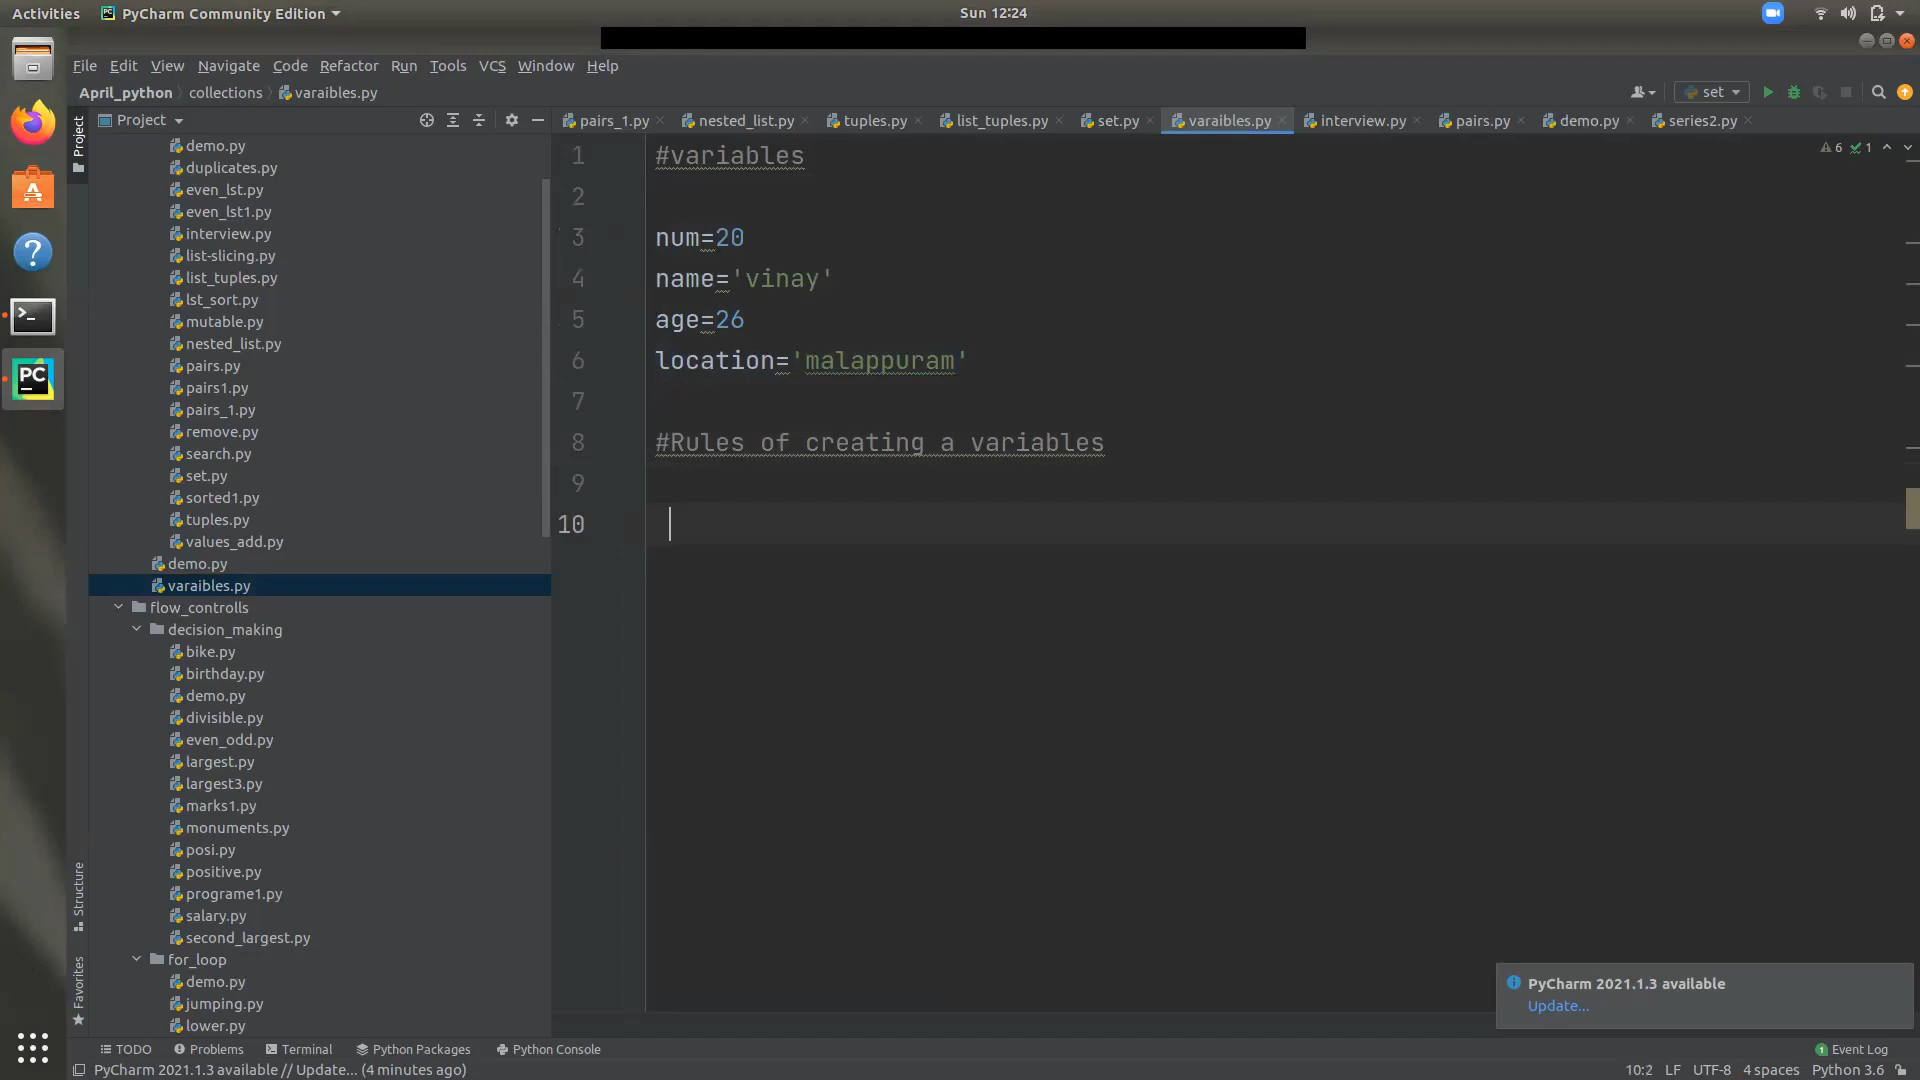 Activities PyCharm Community Edition Sun 12:24
File Edit View Navigate Code Refactor Run Tools VCS Window Help
April_python collections varaibles.py set
Project pairs_1.py nested_list.py tuples.py list_tuples.py set.py varaibles.py interview.py pairs.py demo.py series2.py
Project
demo.py
duplicates.py
even_lst.py
even_lst1.py
interview.py
list-slicing.py
list_tuples.py
lst_sort.py
mutable.py
nested_list.py
pairs.py
pairs1.py
pairs_1.py
remove.py
search.py
set.py
sorted1.py
tuples.py
values_add.py
demo.py
varaibles.py
flow_controlls
decision_making
bike.py
birthday.py
demo.py
divisible.py
even_odd.py
largest.py
largest3.py
marks1.py
monuments.py
posi.py
positive.py
programe1.py
salary.py
second_largest.py
for_loop
demo.py
jumping.py
lower.py
Structure
Favorites
6 1
1 #variables
2
3 num=20
4 name='vinay'
5 age=26
6 location='malappuram'
7
8 #Rules of creating a variables
9
10
PyCharm 2021.1.3 available
Update...
TODO Problems Terminal Python Packages Python Console 1 Event Log
PyCharm 2021.1.3 available // Update... (4 minutes ago) 10:2 LF UTF-8 4 spaces Python 3.6